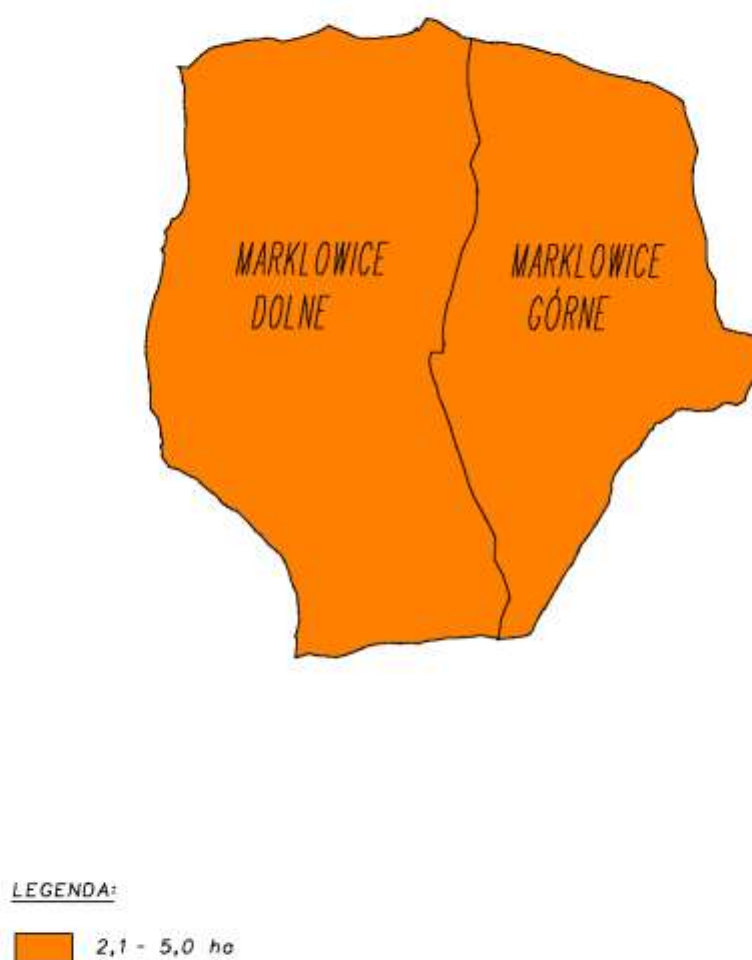 MARKLOWICE
DOLNE
MARKLOWICE
GÓRNE
LEGENDA:
2,1 - 5,0 ha